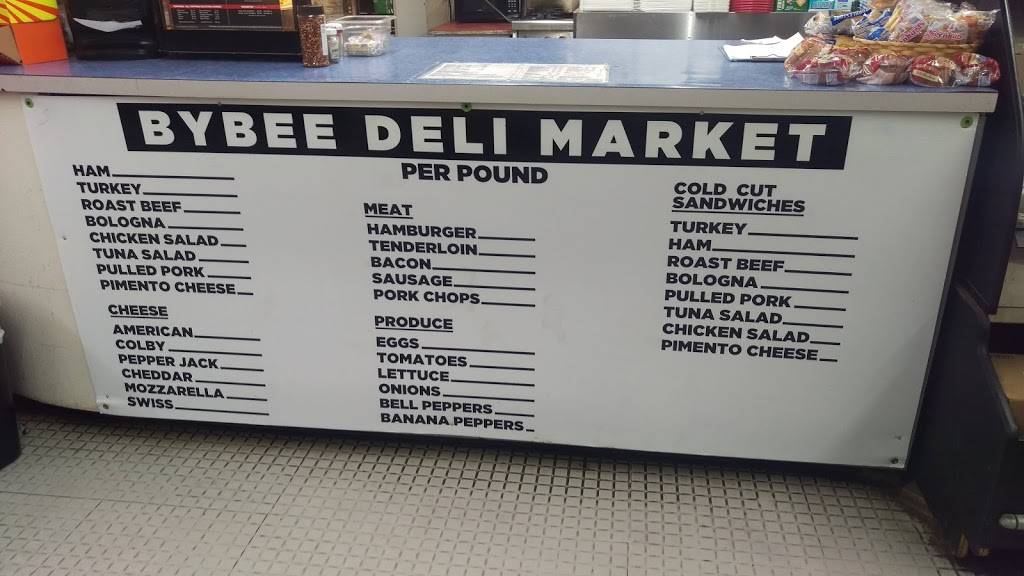 BYBEE DELI MARKET
PER POUND
HAM
TURKEY
ROAST BEEF
BOLOGNA
CHICKEN SALAD
TUNA SALAD
PULLED PORK
PIMENTO CHEESE
CHEESE
AMERICAN
COLBY
PEPPER JACK
CHEDDAR
MOZZARELLA
SWISS
MEAT
HAMBURGER
TENDERLOIN
BACON
SAUSAGE
PORK CHOPS
PRODUCE
EGGS
TOMATOES
LETTUCE
ONIONS
BELL PEPPERS
BANANA PEPPERS
COLD CUT
SANDWICHES
TURKEY
HAM
ROAST BEEF
BOLOGNA
PULLED PORK
TUNA SALAD
CHICKEN SALAD
PIMENTO CHEESE